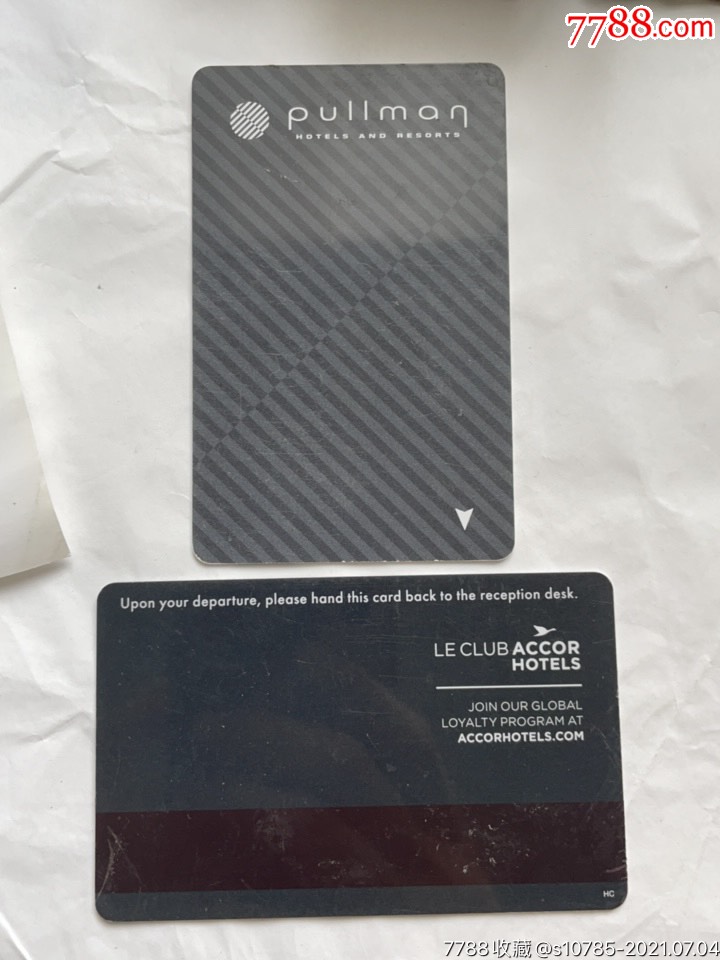 7788.com
pullman
HOTELS AND RESORTS
Upon your departure, please hand this card back to the reception desk.
LE CLUB ACCOR
HOTELS
JOIN OUR GLOBAL
LOYALTY PROGRAM AT
ACCORHOTELS.COM
HC
7788收藏@s10785-2021.07.04